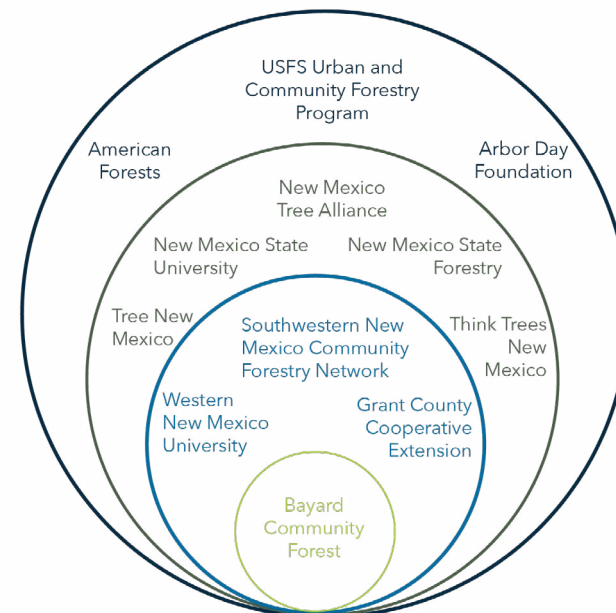 USFS Urban and
Community Forestry
Program
American
Forests
Arbor Day
Foundation
New Mexico
Tree Alliance
New Mexico State
University
New Mexico State
Forestry
Tree New
Mexico
Think Trees
New
Mexico
Southwestern New
Mexico Community
Forestry Network
Western
New Mexico
University
Grant County
Cooperative
Extension
Bayard
Community
Forest